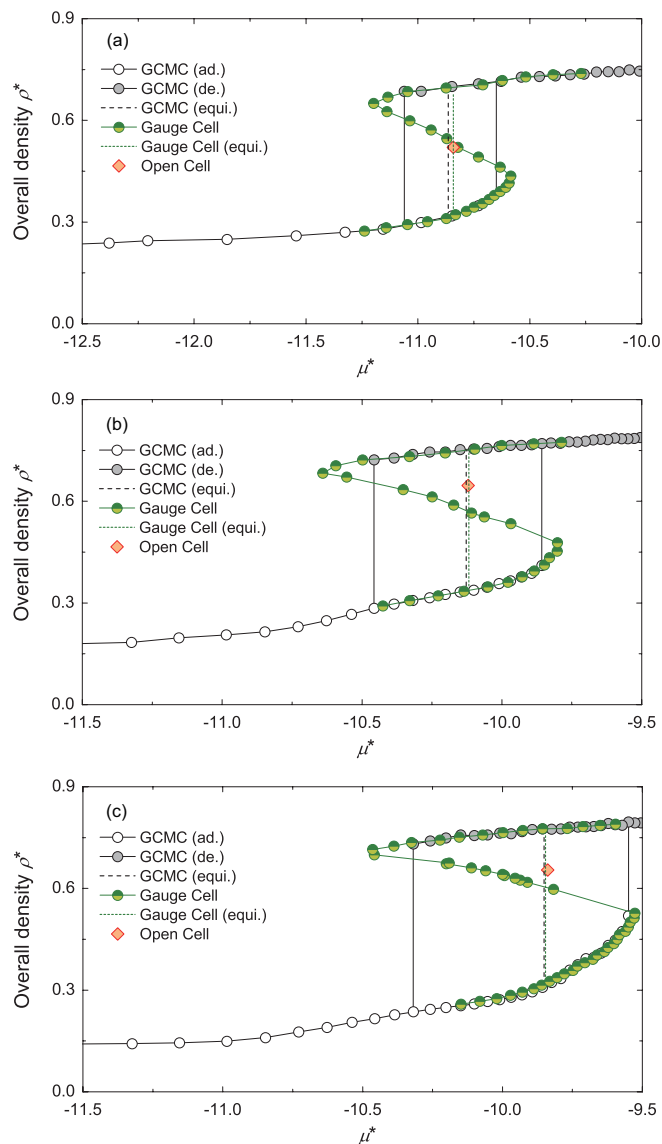 (a)
GCMC (ad.)
GCMC (de.)
GCMC (equi.)
Gauge Cell
Gauge Cell (equi.)
Open Cell
Overall density ρ*
0.9
0.6
0.3
0.0
-12.5 -12.0 -11.5 -11.0 -10.5 -10.0
μ*
(b)
GCMC (ad.)
GCMC (de.)
GCMC (equi.)
Gauge Cell
Gauge Cell (equi.)
Open Cell
Overall density ρ*
0.9
0.6
0.3
0.0
-11.5 -11.0 -10.5 -10.0 -9.5
μ*
(c)
GCMC (ad.)
GCMC (de.)
GCMC (equi.)
Gauge Cell
Gauge Cell (equi.)
Open Cell
Overall density ρ*
0.9
0.6
0.3
0.0
-11.5 -11.0 -10.5 -10.0 -9.5
μ*